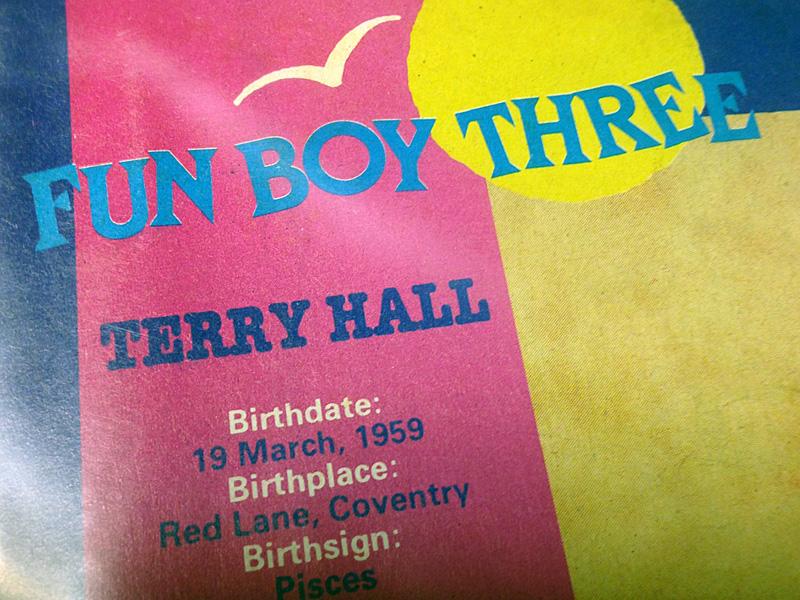 FUN BOY THREE
TERRY HALL
Birthdate:
19 March, 1959
Birthplace:
Red Lane, Coventry
Birthsign:
Pisces